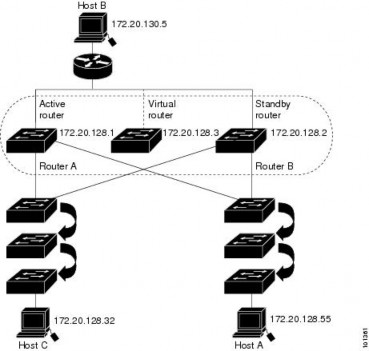 Host B
172.20.130.5
Active
router
Virtual
router
Standby
router
172.20.128.1
172.20.128.3
172.20.128.2
Router A
Router B
172.20.128.32
172.20.128.55
Host C
Host A
101361